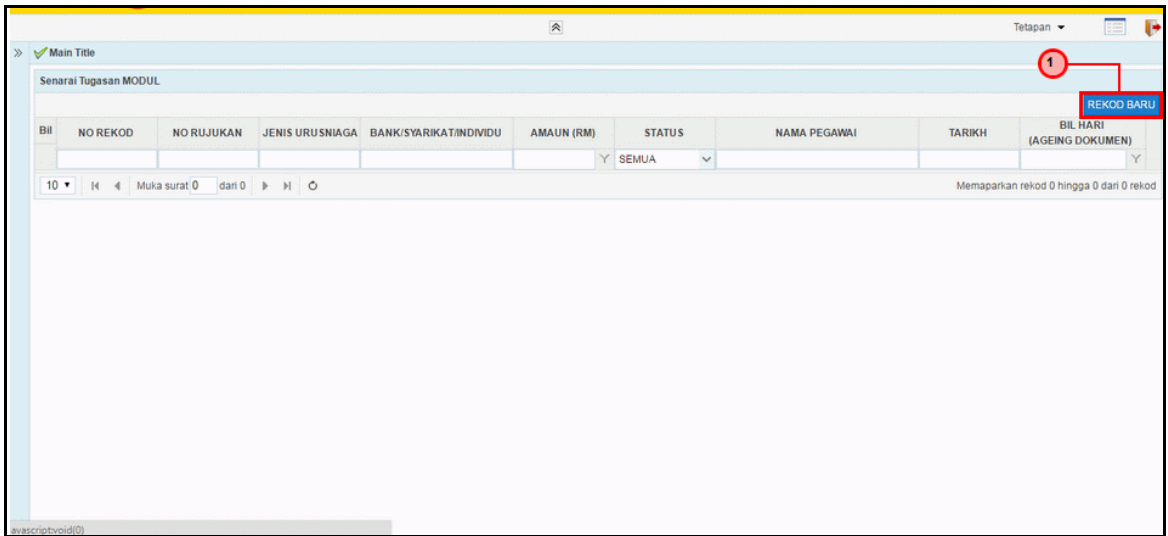 Tetapan
Main Title
1
Senarai Tugasan MODUL
REKOD BARU
Bil NO REKOD NO RUJUKAN JENIS URUSNIAGA BANK/SYARIKAT/INDIVIDU AMAUN (RM) STATUS NAMA PEGAWAI TARIKH BIL HARI
(AGEING DOKUMEN)
SEMUA
10 Muka surat 0 dari 0 Memaparkan rekod 0 hingga 0 dari 0 rekod
avascript:void(0)